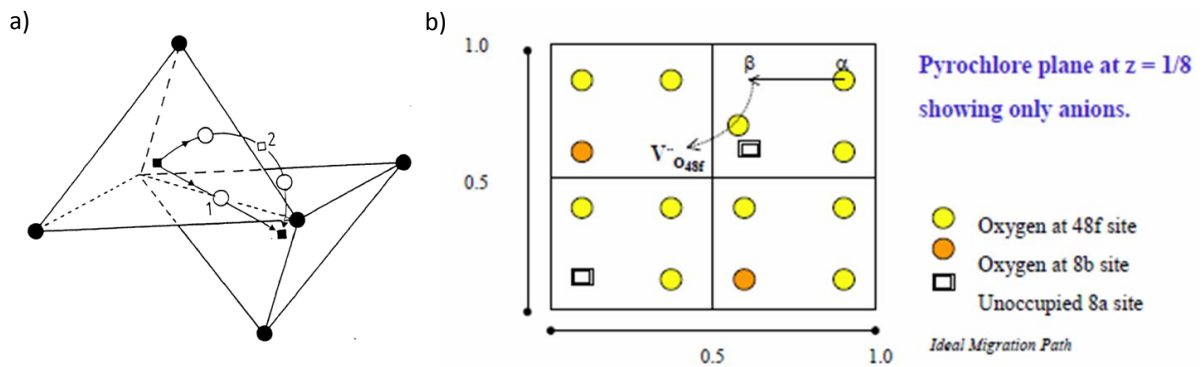 a)
2
1
b)
1.0
0.5
β
α
V¨O48f
0.5
1.0
Pyrochlore plane at z = 1/8
showing only anions.
Oxygen at 48f site
Oxygen at 8b site
Unoccupied 8a site
Ideal Migration Path